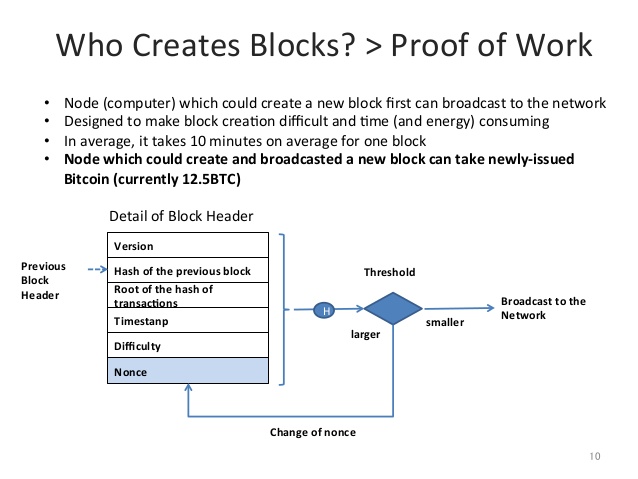 Who Creates Blocks? > Proof of Work
• Node (computer) which could create a new block first can broadcast to the network
• Designed to make block creation difficult and time (and energy) consuming
• In average, it takes 10 minutes on average for one block
• Node which could create and broadcasted a new block can take newly-issued
Bitcoin (currently 12.5BTC)
Detail of Block Header
Previous
Block
Header
Version
Hash of the previous block
Root of the hash of
transactions
Timestanp
Difficulty
Nonce
H
Threshold
larger
smaller
Broadcast to the
Network
Change of nonce
10